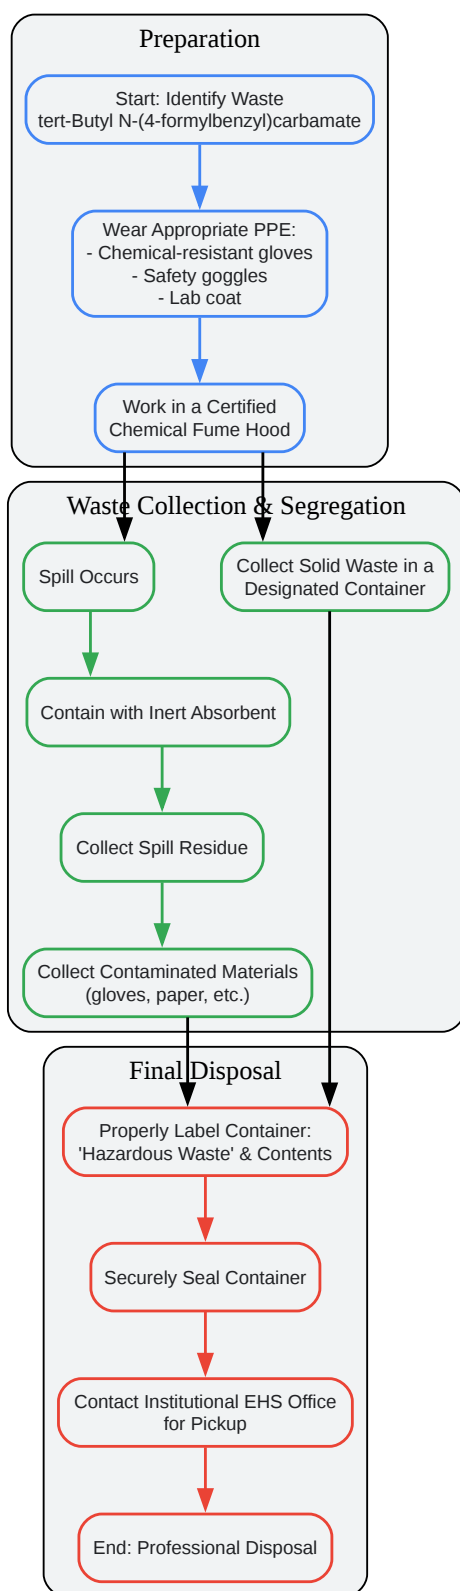 Preparation
Start: Identify Waste
tert-Butyl N-(4-formylbenzyl)carbamate
Wear Appropriate PPE:
- Chemical-resistant gloves
- Safety goggles
- Lab coat
Work in a Certified
Chemical Fume Hood
Waste Collection & Segregation
Spill Occurs
Collect Solid Waste in a
Designated Container
Contain with Inert Absorbent
Collect Spill Residue
Collect Contaminated Materials
(gloves, paper, etc.)
Final Disposal
Properly Label Container:
'Hazardous Waste' & Contents
Securely Seal Container
Contact Institutional EHS Office
for Pickup
End: Professional Disposal